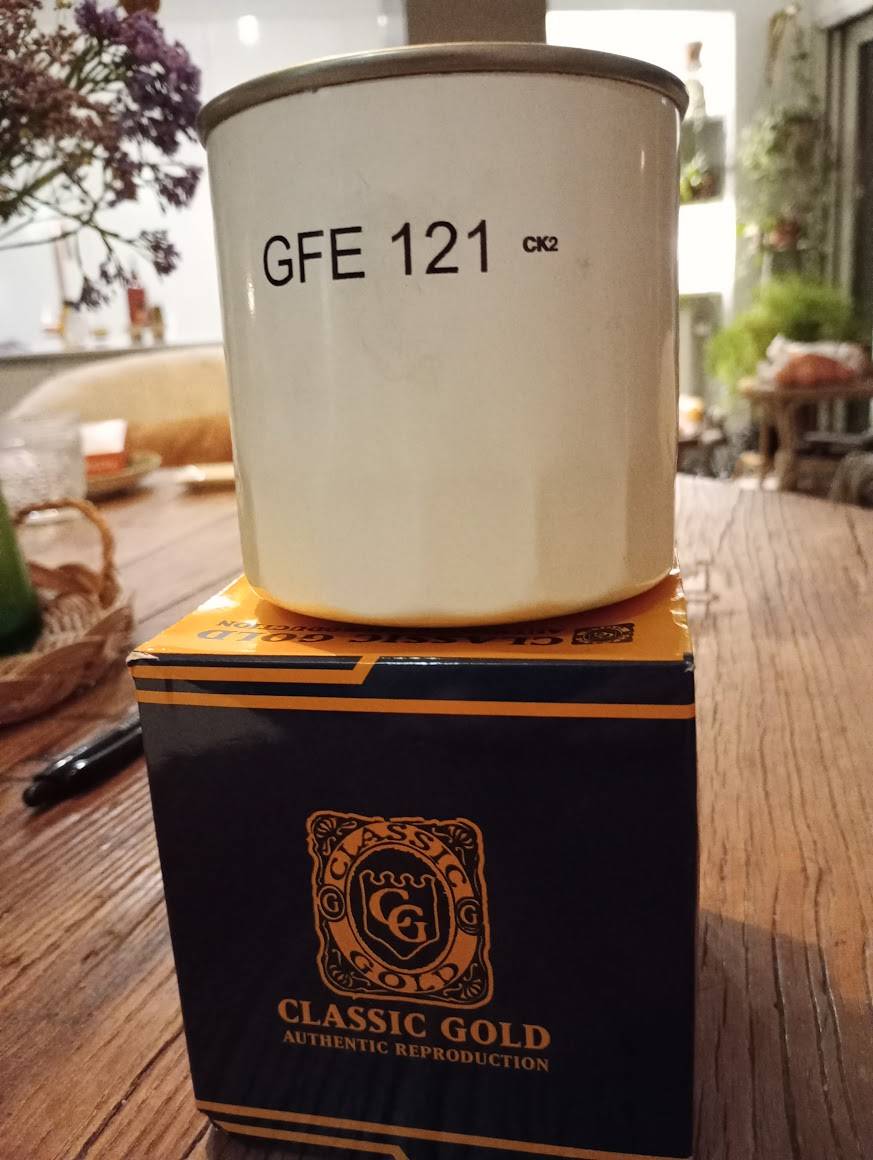 GFE 121 CK2
CLASSIC GOLD
CLASSIC
G G
CG
GOLD
CLASSIC GOLD
AUTHENTIC REPRODUCTION